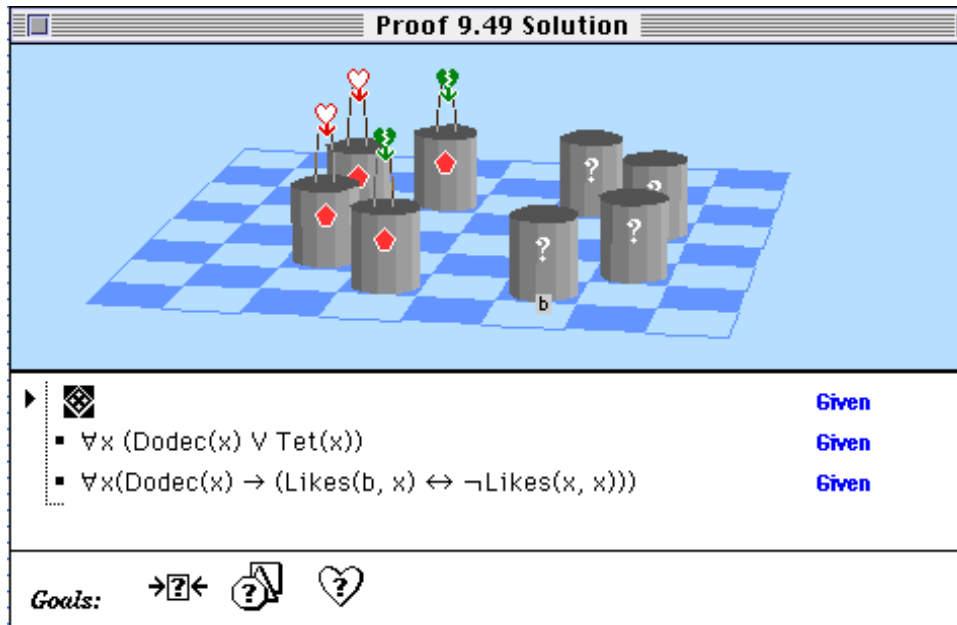 Proof 9.49 Solution
? ? ? ?
b
Given
∀x (Dodec(x) ∨ Tet(x)) Given
∀x(Dodec(x) → (Likes(b, x) ↔ ¬Likes(x, x))) Given
Goals: →?← ? ?